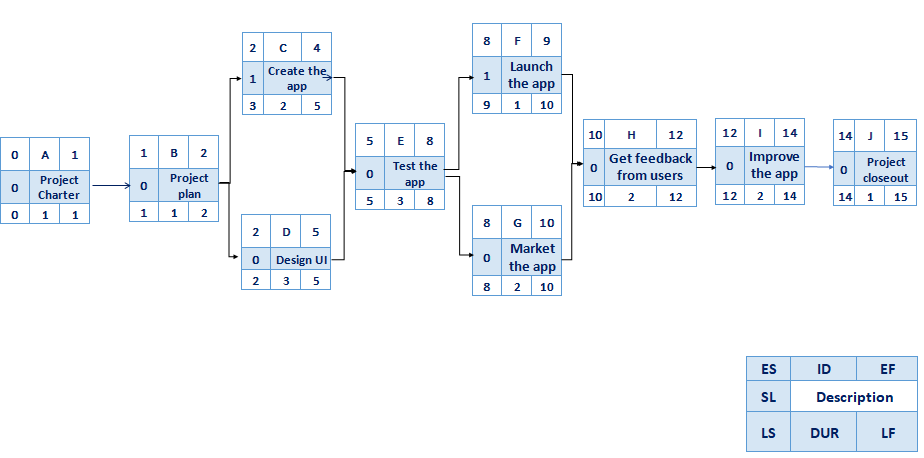 0 A 1
0 Project Charter
0 1 1
1 B 2
0 Project plan
1 1 2
2 C 4
1 Create the app
3 2 5
2 D 5
0 Design UI
2 3 5
5 E 8
0 Test the app
5 3 8
8 F 9
1 Launch the app
9 1 10
8 G 10
0 Market the app
8 2 10
10 H 12
0 Get feedback from users
10 2 12
12 I 14
0 Improve the app
12 2 14
14 J 15
0 Project closeout
14 1 15
ES ID EF
SL Description
LS DUR LF